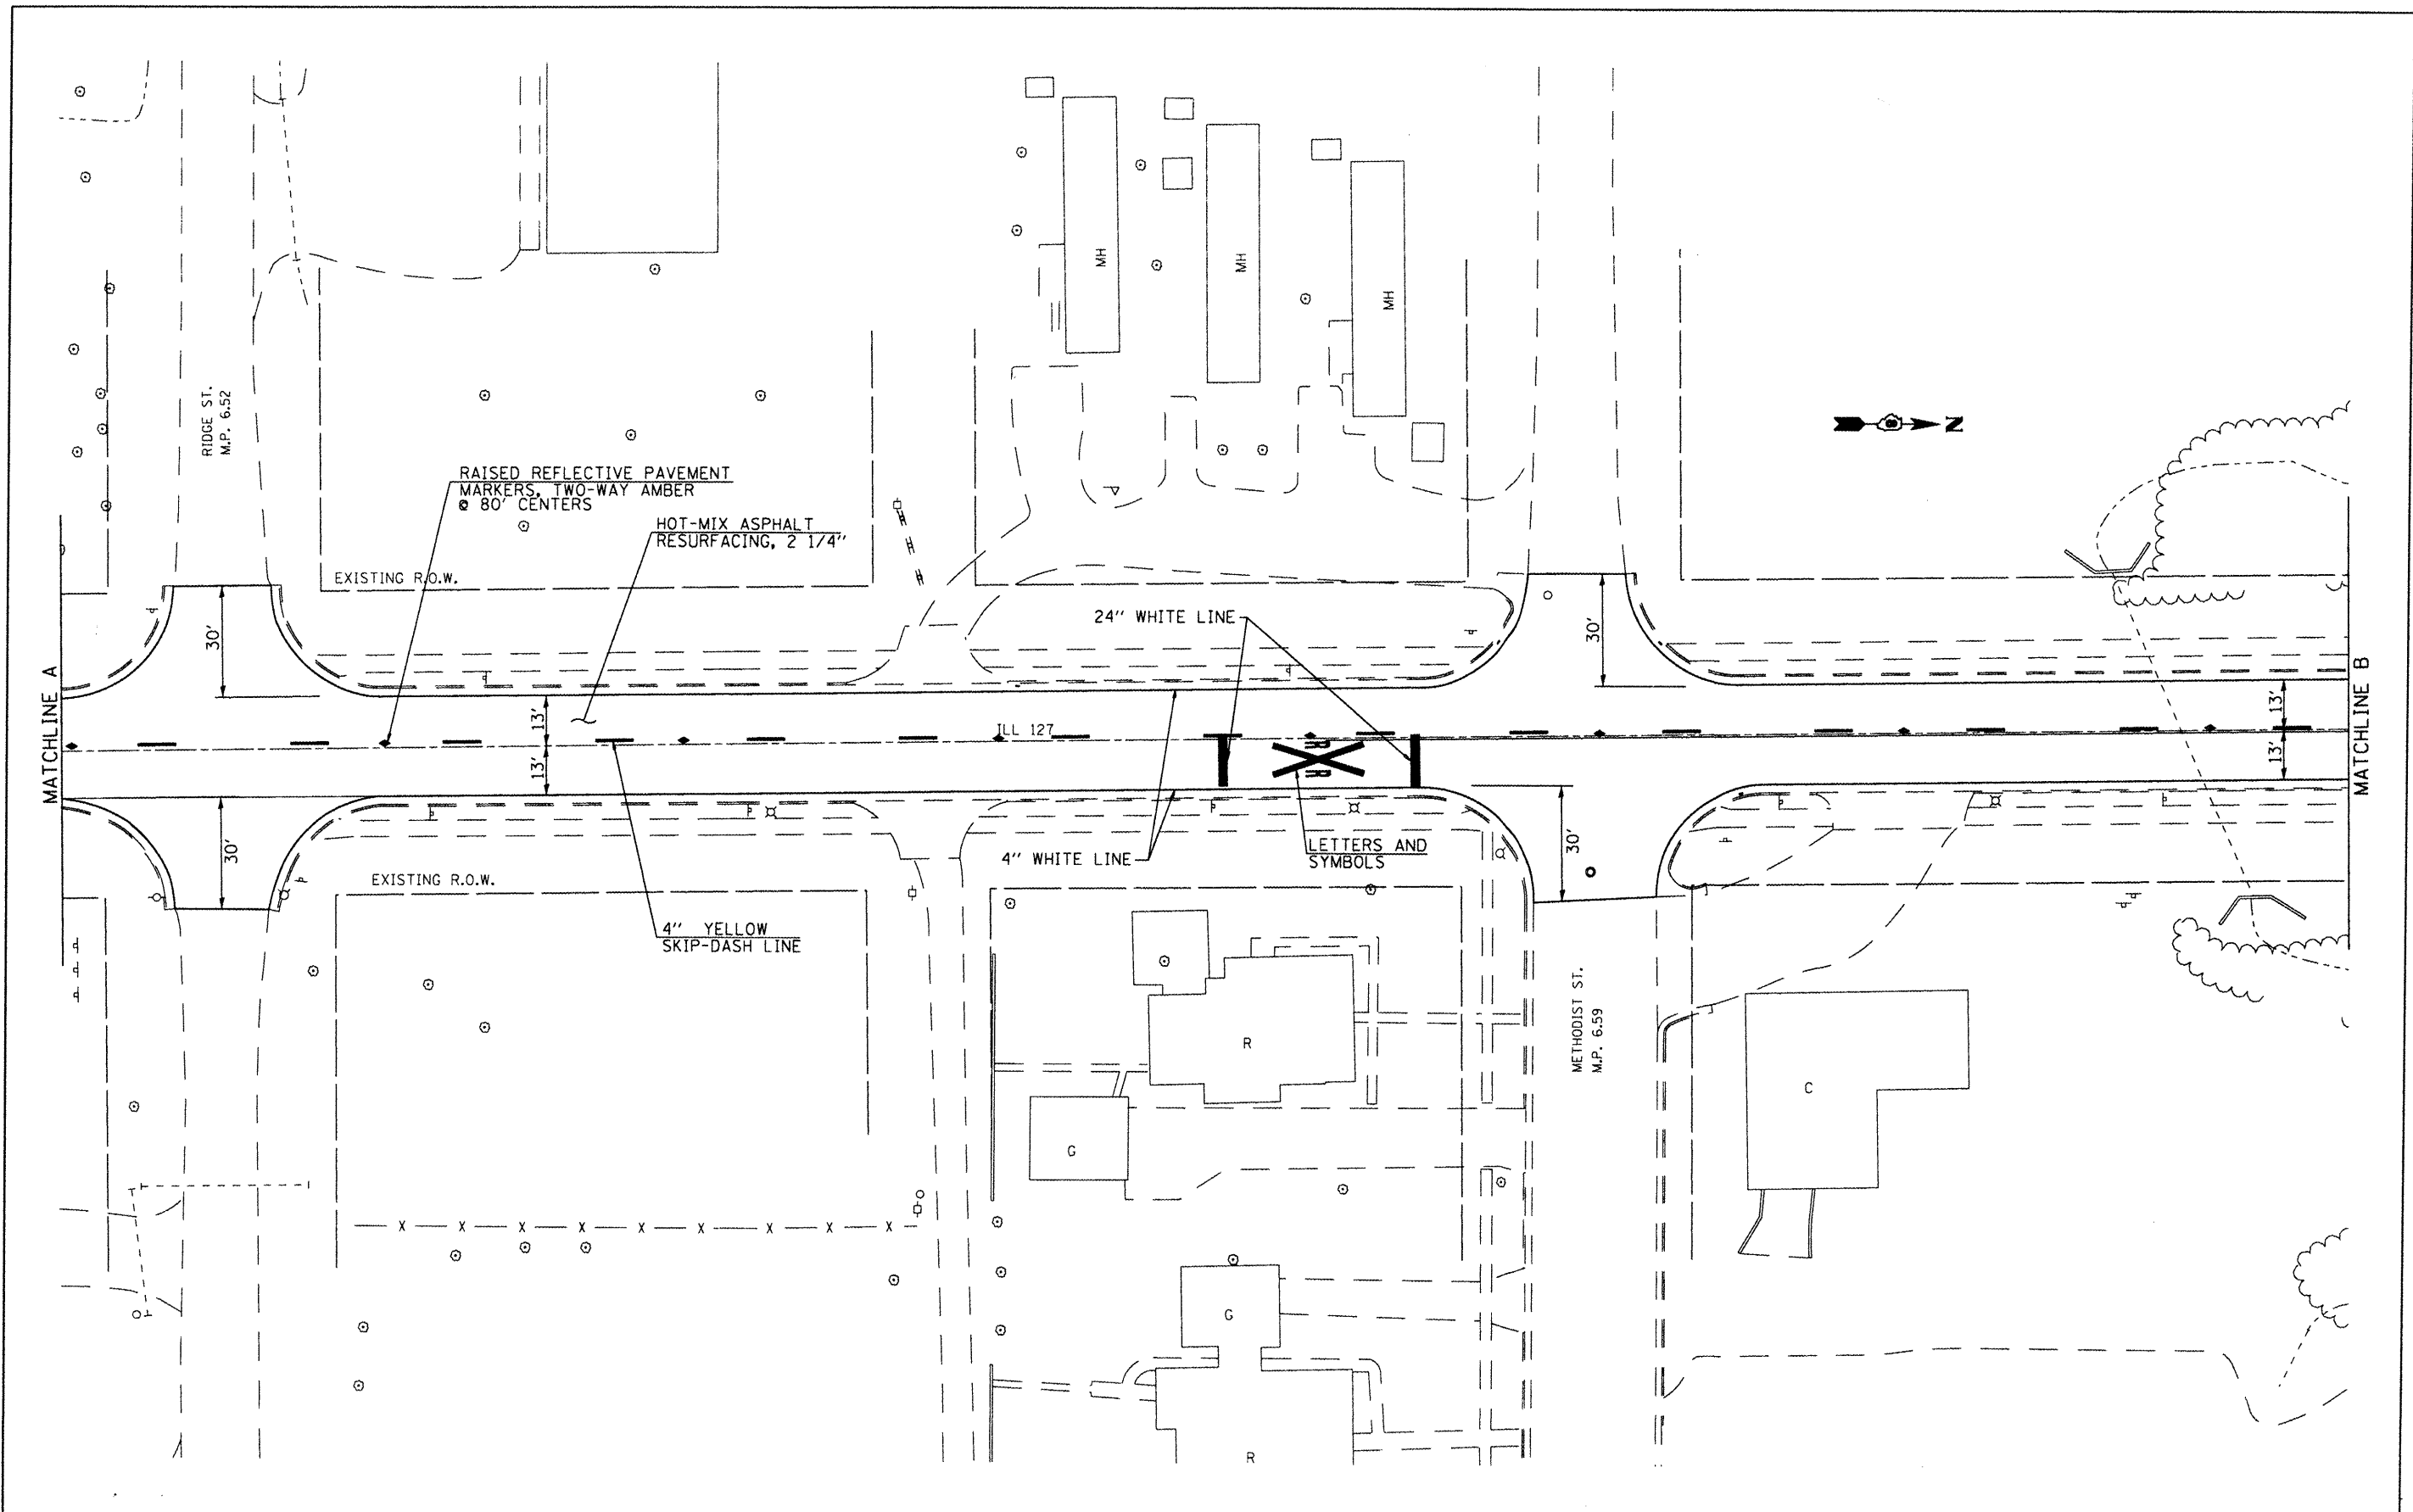 MH
MH
MH
RIDGE ST.
M.P. 6.52
N
RAISED REFLECTIVE PAVEMENT
MARKERS, TWO-WAY AMBER
@ 80' CENTERS
HOT-MIX ASPHALT
RESURFACING, 2 1/4"
EXISTING R.O.W.
24" WHITE LINE
30'
30'
MATCHLINE A
MATCHLINE B
13'
13'
13'
13'
ILL 127
R
R
30'
30'
4" WHITE LINE
LETTERS AND
SYMBOLS
EXISTING R.O.W.
4" YELLOW
SKIP-DASH LINE
METHODIST ST.
M.P. 6.59
R
C
G
X X X X X X X X X
G
R